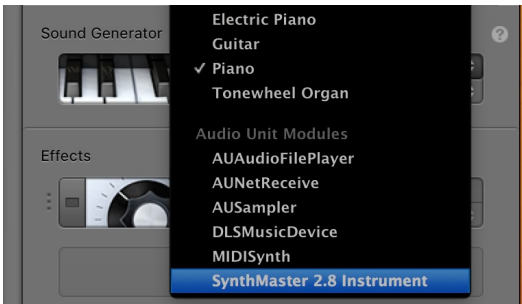 Sound Generator
Electric Piano
Guitar
✓ Piano
Tonewheel Organ
?
Audio Unit Modules
Effects
AUAudioFilePlayer
AUNetReceive
AUSampler
DLSMusicDevice
MIDISynth
SynthMaster 2.8 Instrument